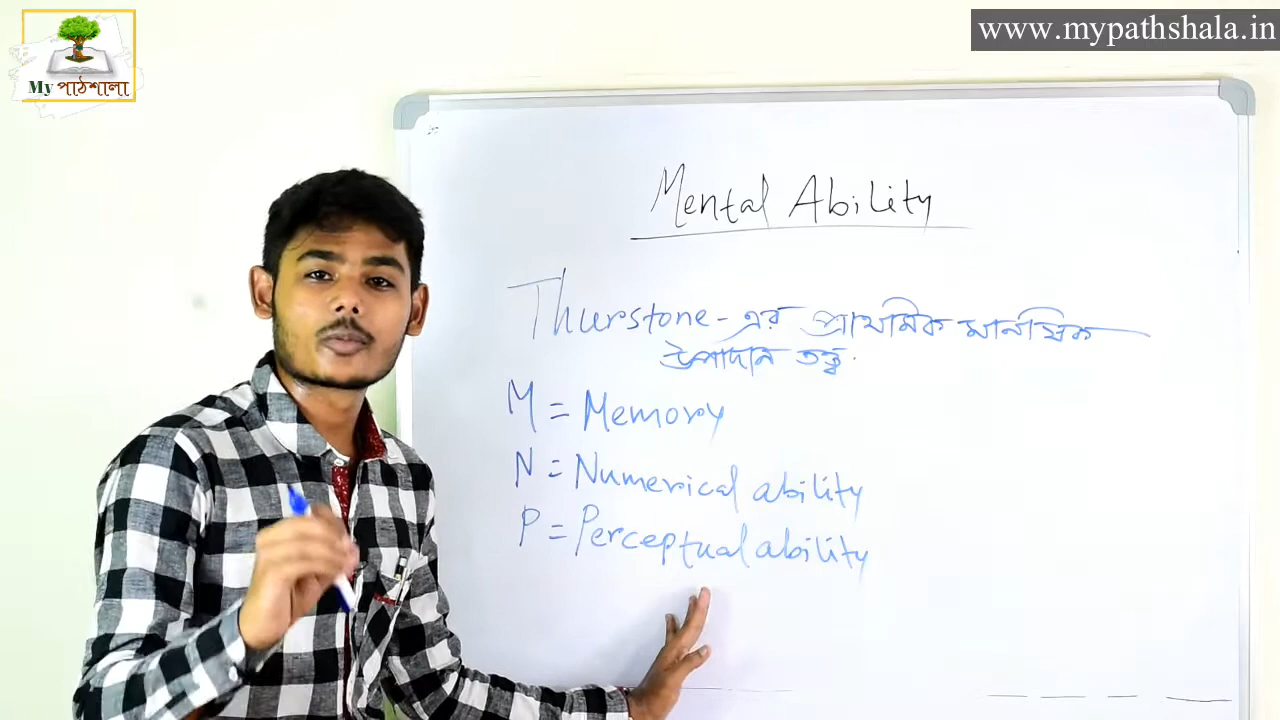 My পাঠশালা
www.mypathshala.in
Mental Ability
Thurstone - এর প্রাথমিক মানসিক
উপাদান তত্ত্ব.
M = Memory
N = Numerical ability
P = Perceptual ability